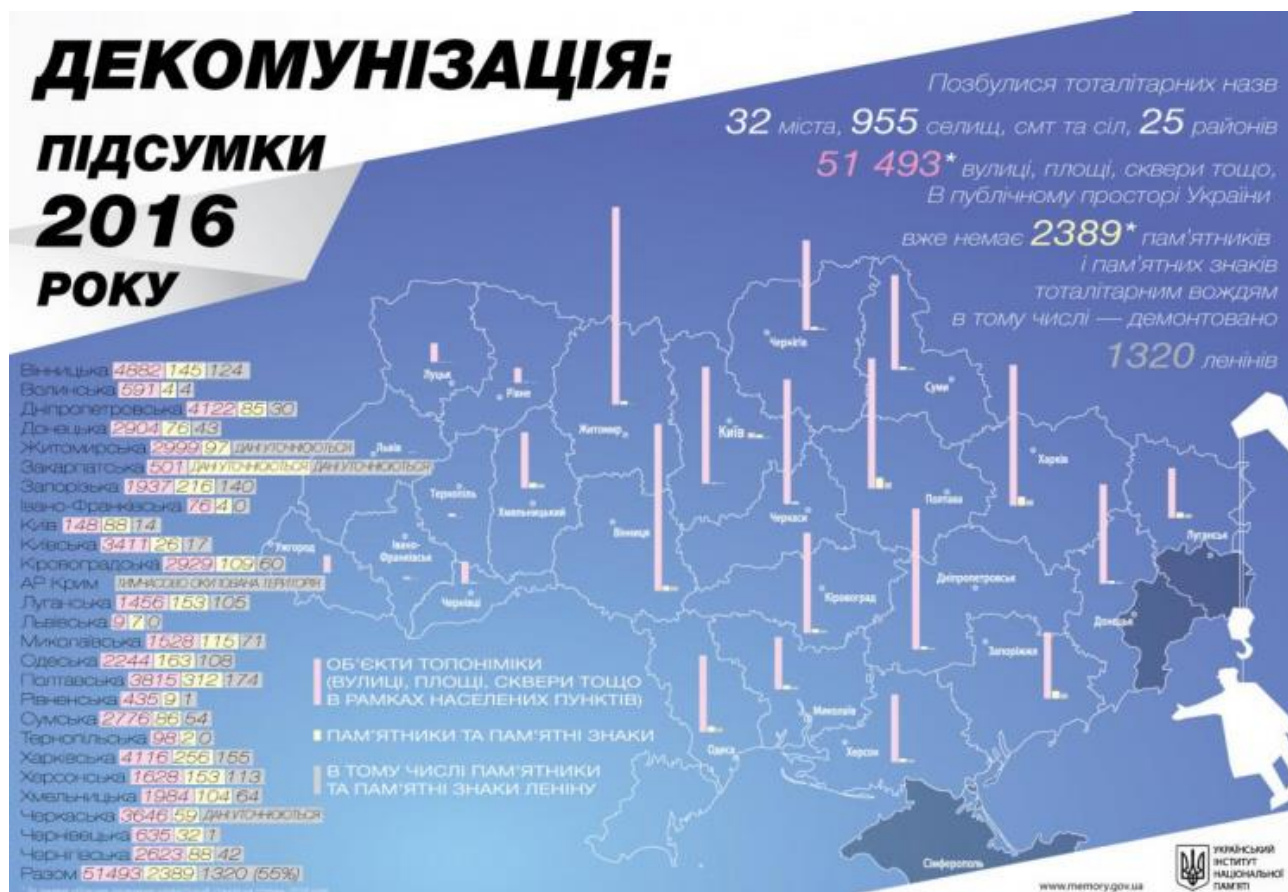 ДЕКОМУНІЗАЦІЯ:
ПІДСУМКИ
2016
РОКУ
Позбулися тоталітарних назв
32 міста, 955 селищ, смт та сіл, 25 районів
51 493* вулиці, площі, сквери тощо,
В публічному просторі України
вже немає 2389* пам'ятників
і пам'ятних знаків
тоталітарним вождям
в тому числі — демонтовано
1320 ленінів
Вінницька 4882 145 124
Волинська 591 4 4
Дніпропетровська 4122 85 30
Донецька 2904 76 43
Житомирська 2999 97 ДАНІ УТОЧНЮЮТЬСЯ
Закарпатська 501 ДАНІ УТОЧНЮЮТЬСЯ ДАНІ УТОЧНЮЮТЬСЯ
Запорізька 1937 216 140
Івано-Франківська 76 4 0
Київ 148 88 14
Київська 3411 26 17
Кіровоградська 2929 109 60
АР Крим ТИМЧАСОВО ОКУПОВАНА ТЕРИТОРІЯ
Луганська 1456 153 105
Львівська 9 7 0
Миколаївська 1528 115 71
Одеська 2244 163 108
Полтавська 3815 312 174
Рівненська 435 9 1
Сумська 2776 86 54
Тернопільська 98 2 0
Харківська 4116 256 155
Херсонська 1628 153 113
Хмельницька 1984 104 64
Черкаська 3646 59 ДАНІ УТОЧНЮЮТЬСЯ
Чернівецька 635 32 1
Чернігівська 2623 88 42
Разом 51493 2389 1320 (55%)
ОБ'ЄКТИ ТОПОНІМІКИ
(ВУЛИЦІ, ПЛОЩІ, СКВЕРИ ТОЩО
В РАМКАХ НАСЕЛЕНИХ ПУНКТІВ)
ПАМ'ЯТНИКИ ТА ПАМ'ЯТНІ ЗНАКИ
В ТОМУ ЧИСЛІ ПАМ'ЯТНИКИ
ТА ПАМ'ЯТНІ ЗНАКИ ЛЕНІНУ
Чернігів
Луцьк
Рівне
Суми
Житомир
Київ
Львів
Харків
Тернопіль
Хмельницький
Вінниця
Черкаси
Полтава
Луганськ
Ужгород
Івано-
Франківськ
Чернівці
Кіровоград
Дніпропетровськ
Донецьк
Запоріжжя
Миколаїв
Одеса
Херсон
Сімферополь
www.memory.gov.ua
УКРАЇНСЬКИЙ
ІНСТИТУТ
НАЦІОНАЛЬНОЇ
ПАМ'ЯТІ